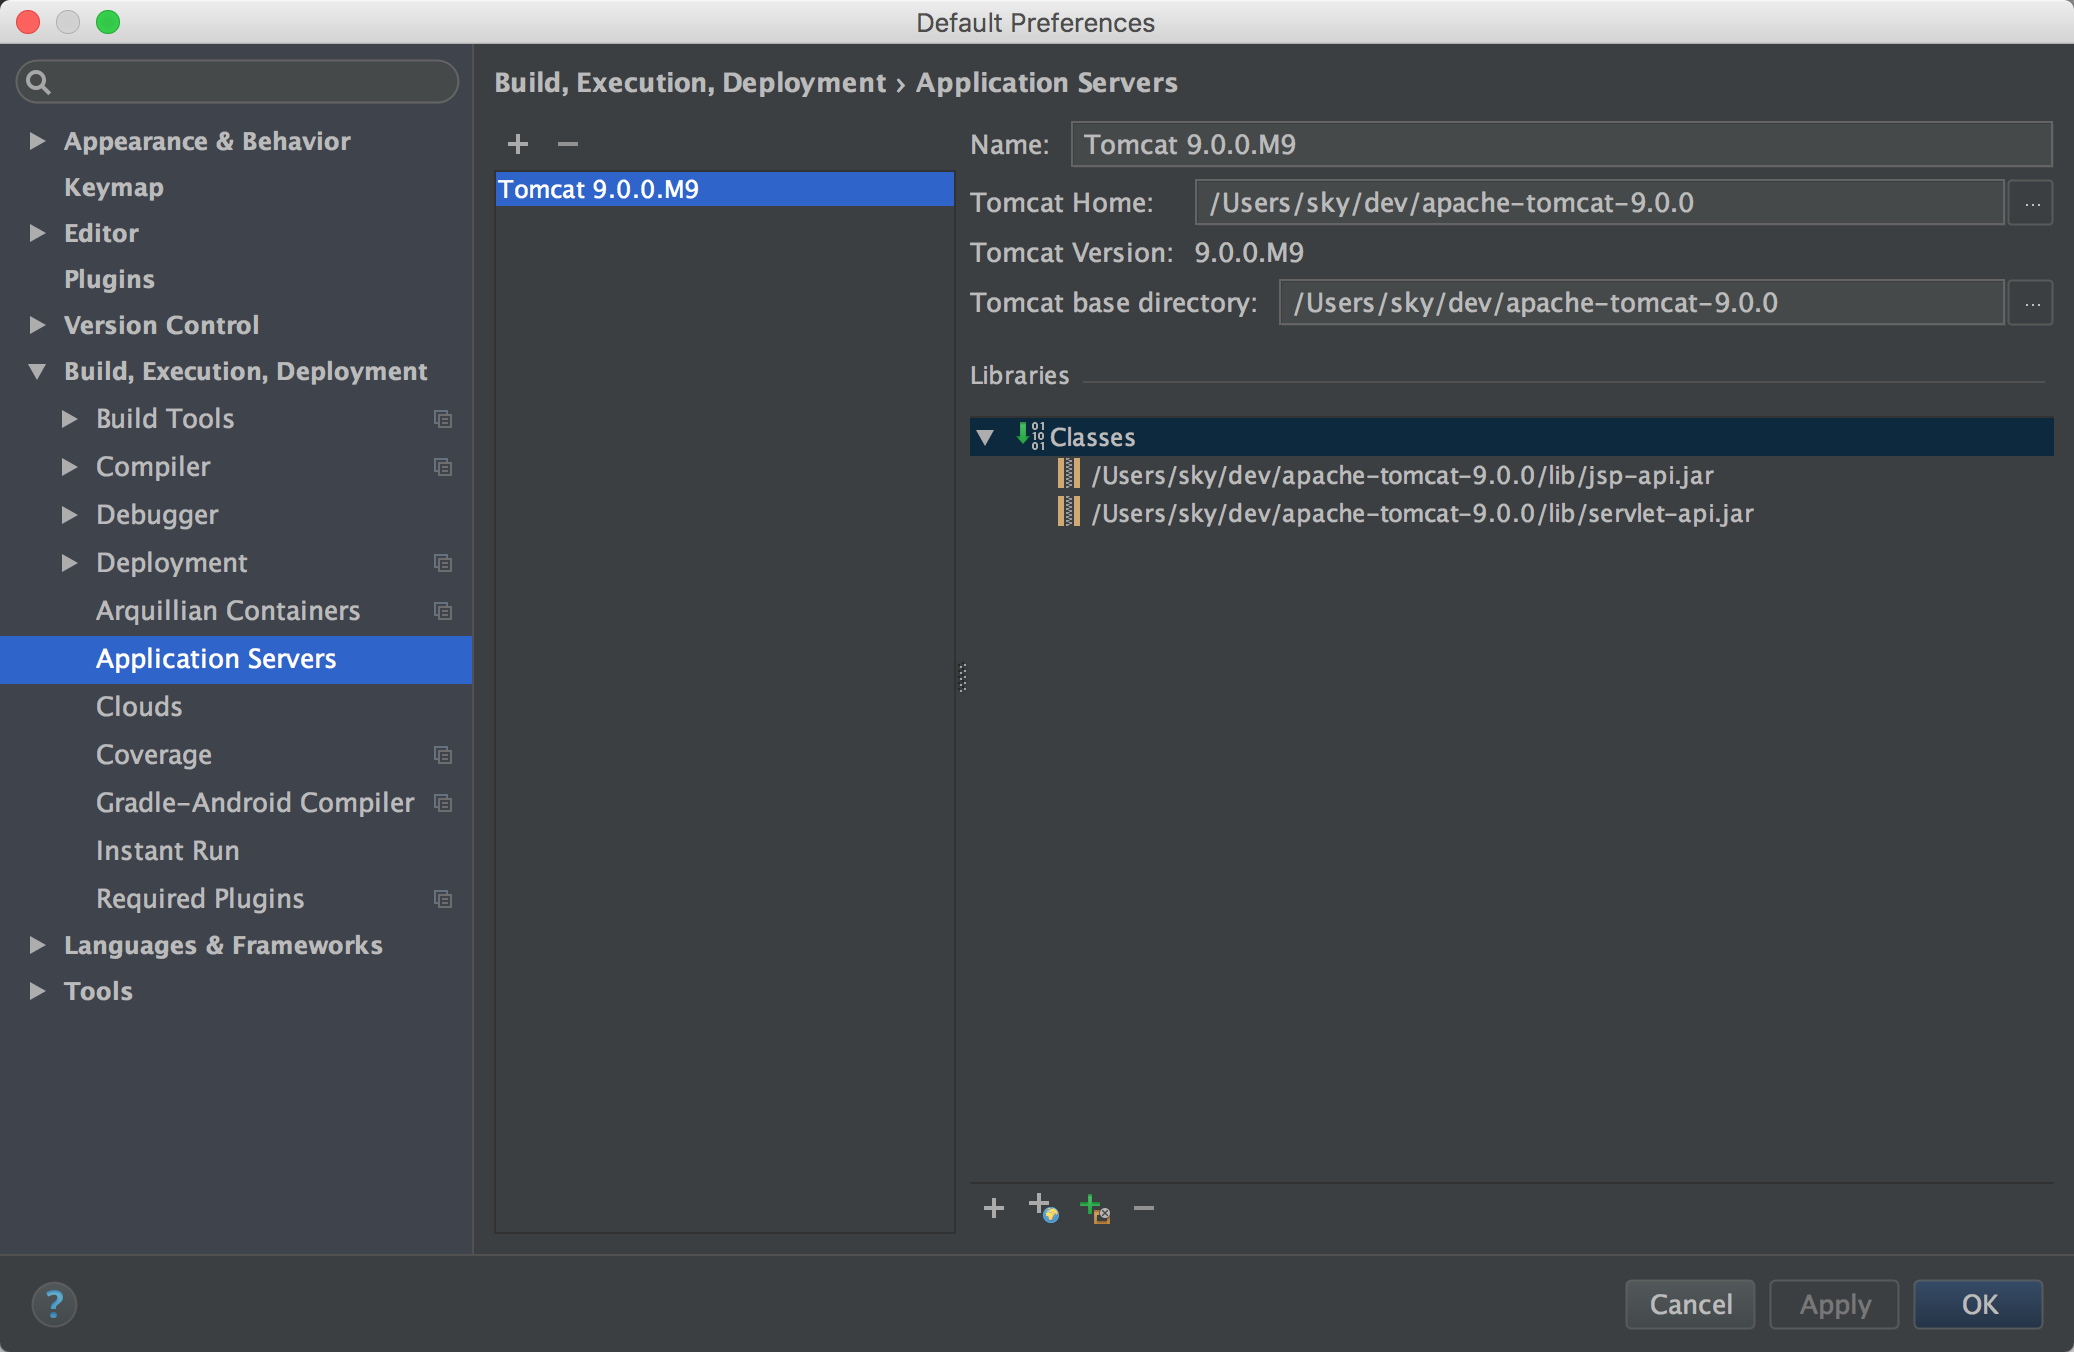 Default Preferences
Appearance & Behavior
Keymap
Editor
Plugins
Version Control
Build, Execution, Deployment
Build Tools
Compiler
Debugger
Deployment
Arquillian Containers
Application Servers
Clouds
Coverage
Gradle-Android Compiler
Instant Run
Required Plugins
Languages & Frameworks
Tools
Build, Execution, Deployment › Application Servers
Tomcat 9.0.0.M9
Name: Tomcat 9.0.0.M9
Tomcat Home: /Users/sky/dev/apache-tomcat-9.0.0 ...
Tomcat Version: 9.0.0.M9
Tomcat base directory: /Users/sky/dev/apache-tomcat-9.0.0 ...
Libraries
Classes
/Users/sky/dev/apache-tomcat-9.0.0/lib/jsp-api.jar
/Users/sky/dev/apache-tomcat-9.0.0/lib/servlet-api.jar
? Cancel Apply OK